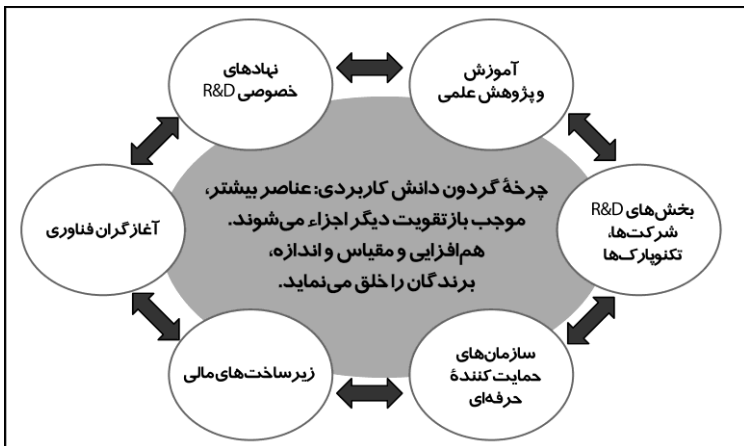 آموزش
و پژوهش علمی
نهادهای
خصوصی R&D
بخش‌های R&D
شرکت‌ها،
تکنوپارک‌ها
آغازگران فناوری
چرخهٔ گردون دانش کاربردی: عناصر بیشتر،
موجب بازتقویت دیگر اجزاء می‌شوند.
هم‌افزایی و مقیاس و اندازه،
برندگان را خلق می‌نماید.
سازمان‌های
حمایت کنندهٔ
حرفه‌ای
زیرساخت‌های مالی